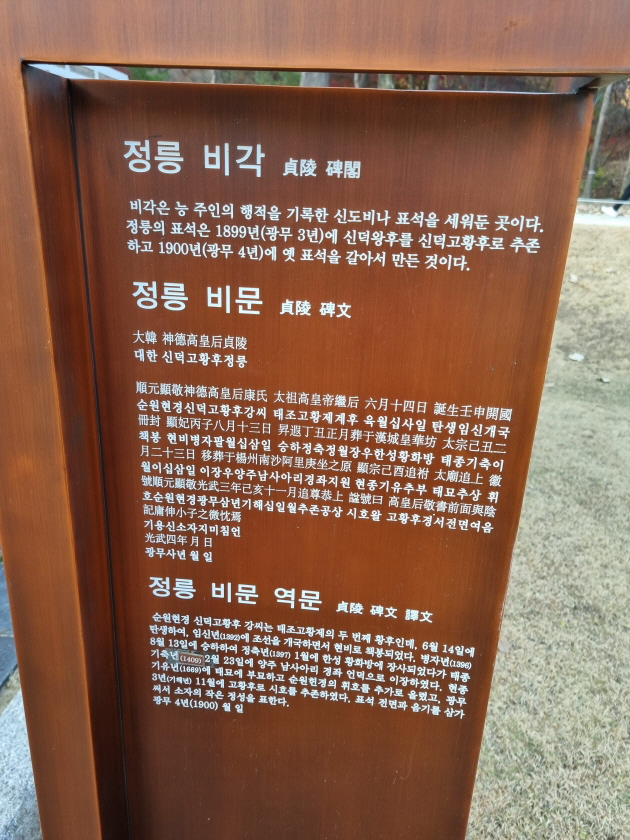 정릉 비각 貞陵 碑閣
비각은 능 주인의 행적을 기록한 신도비나 표석을 세워둔 곳이다.
정릉의 표석은 1899년(광무 3년)에 신덕왕후를 신덕고황후로 추존
하고 1900년(광무 4년)에 옛 표석을 갈아서 만든 것이다.
정릉 비문 貞陵 碑文
大韓 神德高皇后貞陵
대한 신덕고황후정릉
順元顯敬神德高皇后康氏 太祖高皇帝繼后 六月十四日 誕生壬申開國
순원현경신덕고황후강씨 태조고황제계후 육월십사일 탄생임신개국
冊封 顯妃丙子八月十三日 昇遐丁丑正月葬于漢城皇華坊 太宗己丑二
책봉 현비병자팔월십삼일 승하정축정월장우한성황화방 태종기축이
月二十三日 移葬于楊州南沙阿里庚坐之原 顯宗己酉追祔 太廟追上 徽
월이십삼일 이장우양주남사아리경좌지원 현종기유추부 태묘추상 휘
號順元顯敬光武三年己亥十一月追尊恭上 諡號曰 高皇后敬書前面與陰
호순원현경광무삼년기해십일월추존공상 시호왈 고황후경서전면여음
記庸伸小子之微忱焉
기용신소자지미침언
光武四年 月 日
광무사년 월 일
정릉 비문 역문 貞陵 碑文 譯文
순원현경 신덕고황후 강씨는 태조고황제의 두 번째 황후인데, 6월 14일에
탄생하여, 임신년(1392)에 조선을 개국하면서 현비로 책봉되었다. 병자년(1396)
8월 13일에 승하하여 정축년(1397) 1월에 한성 황화방에 장사되었다가 태종
기축년(1409) 2월 23일에 양주 남사아리 경좌 언덕으로 이장하였다. 현종
기유년(1669)에 태묘에 부묘하고 순원현경의 휘호를 추가로 올렸고, 광무
3년(기해년) 11월에 고황후로 시호를 추존하였다. 표석 전면과 음기를 삼가
써서 소자의 작은 정성을 표한다.
광무 4년(1900) 월 일